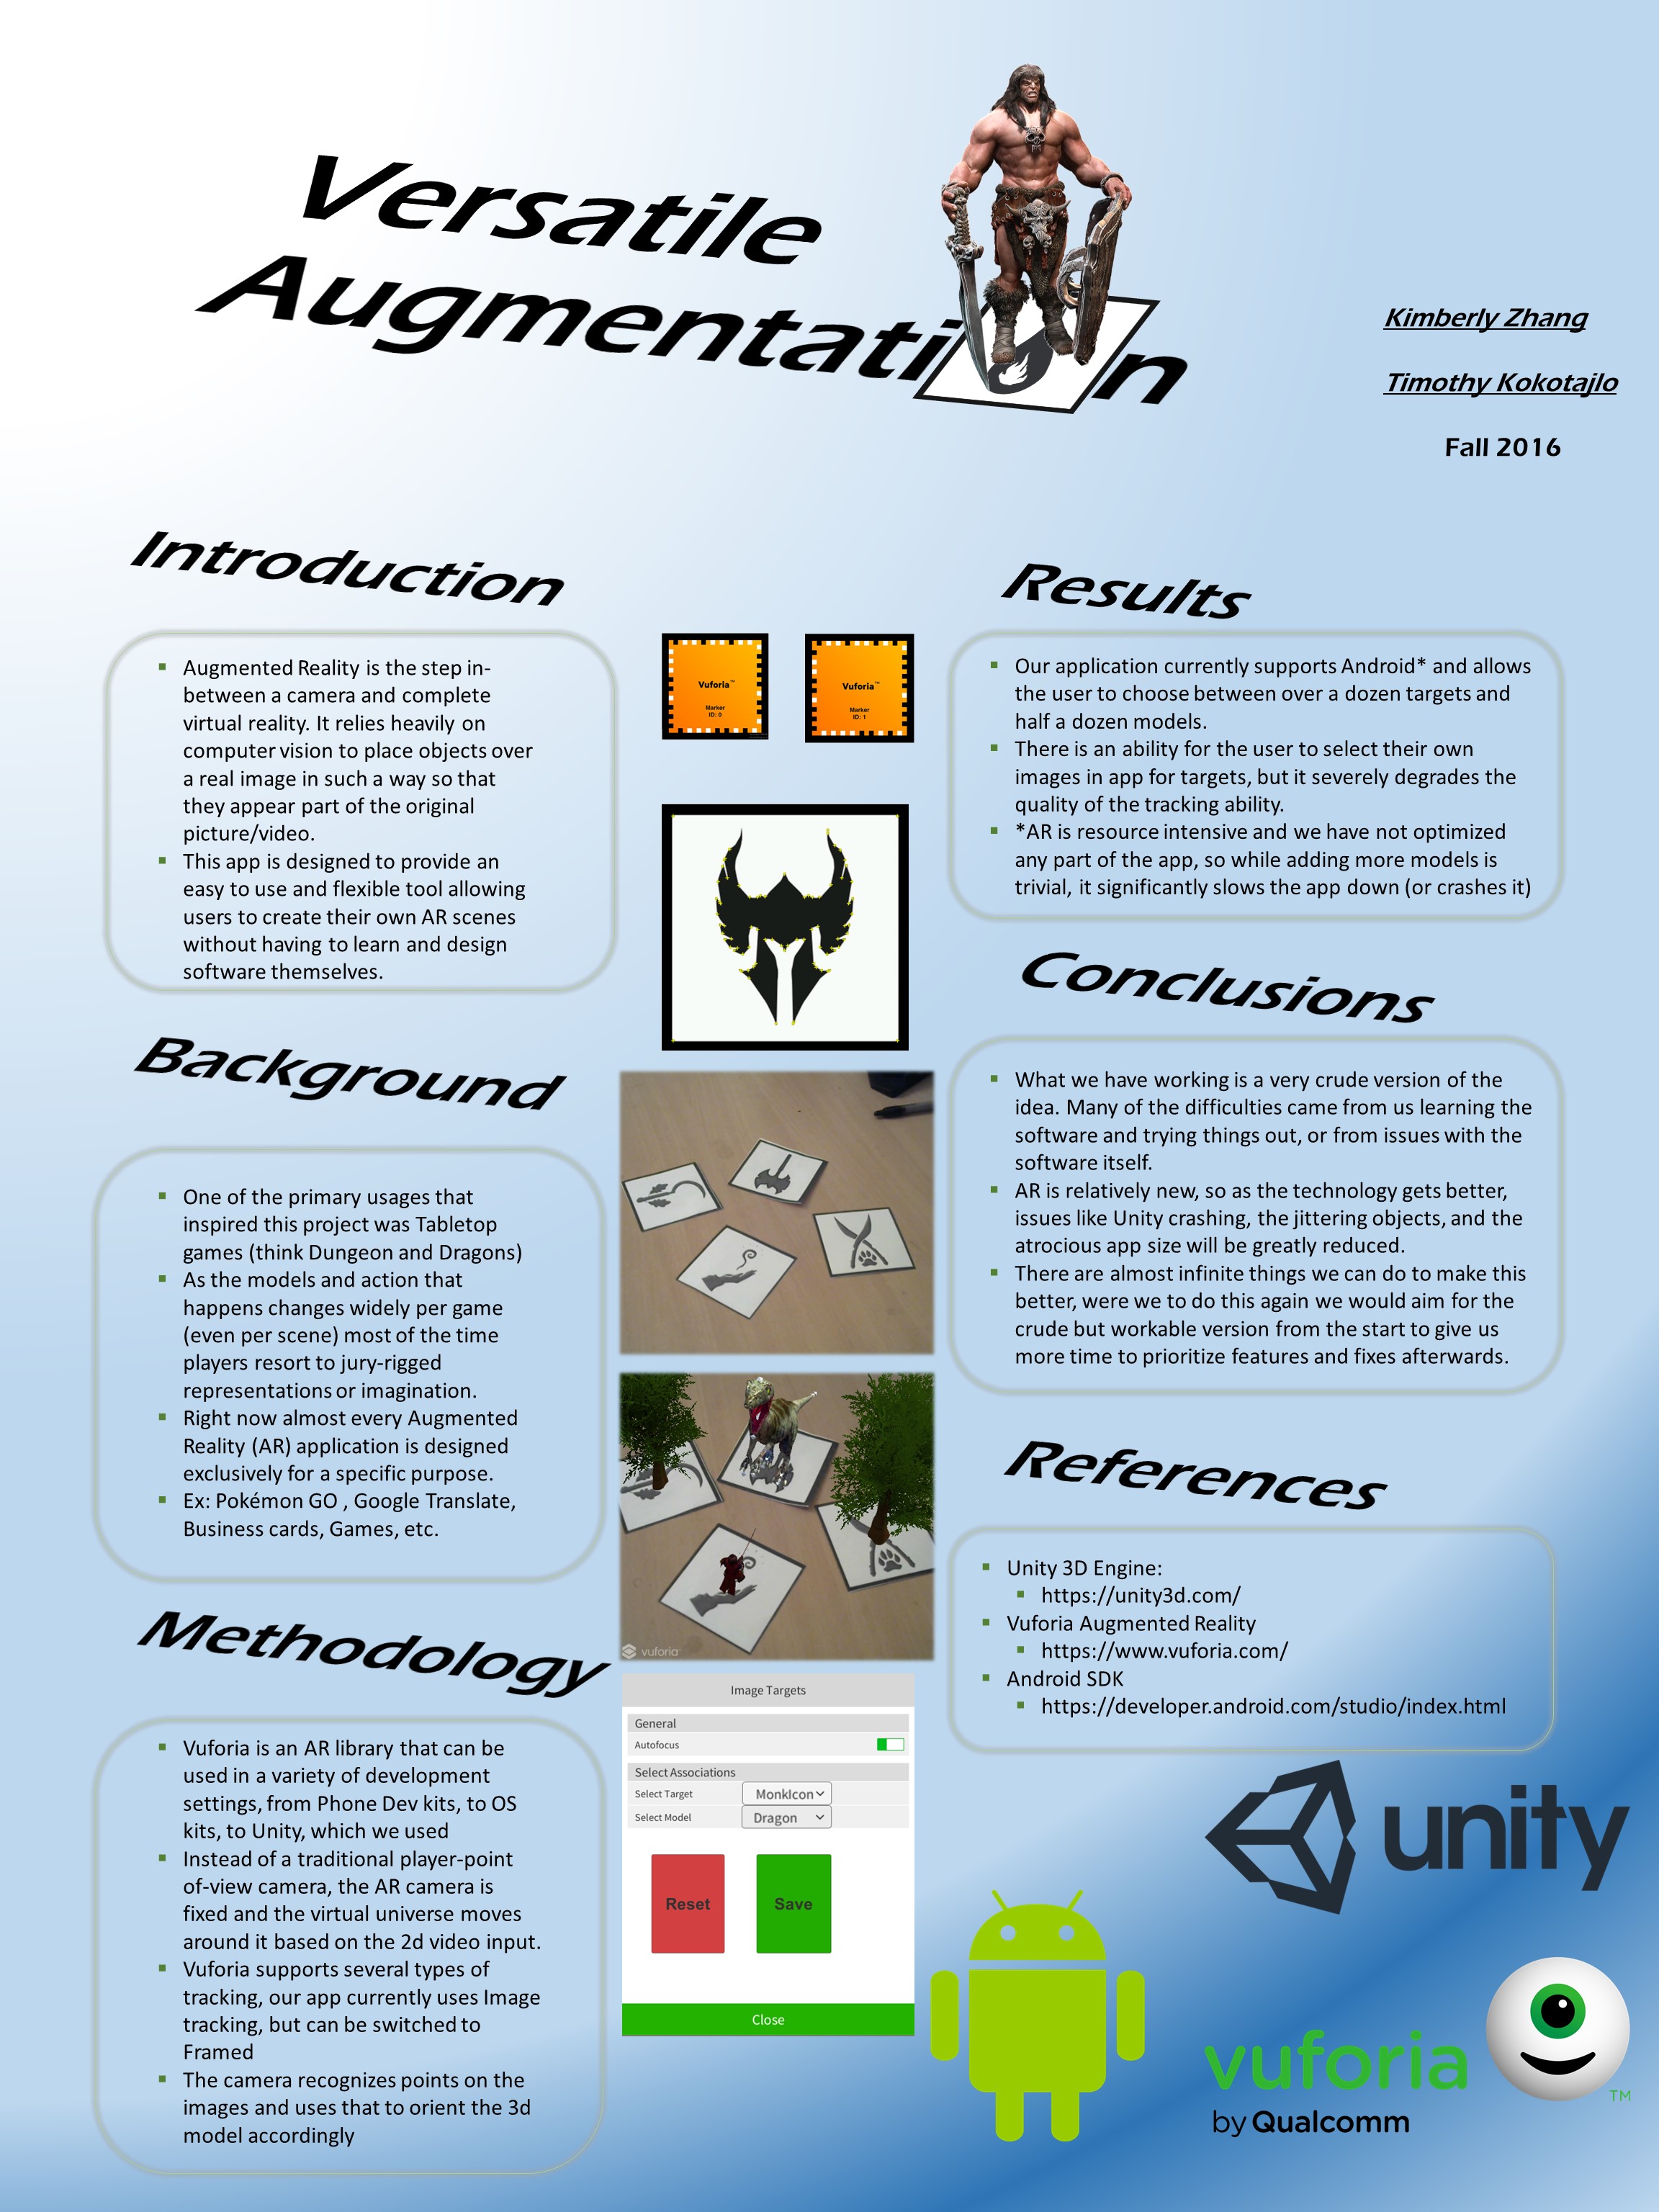 Versatile
Augmentation
Kimberly Zhang
Timothy Kokotajlo
Fall 2016
Introduction
▪ Augmented Reality is the step in-
between a camera and complete
virtual reality. It relies heavily on
computer vision to place objects over
a real image in such a way so that
they appear part of the original
picture/video.
▪ This app is designed to provide an
easy to use and flexible tool allowing
users to create their own AR scenes
without having to learn and design
software themselves.
Background
▪ One of the primary usages that
inspired this project was Tabletop
games (think Dungeon and Dragons)
▪ As the models and action that
happens changes widely per game
(even per scene) most of the time
players resort to jury-rigged
representations or imagination.
▪ Right now almost every Augmented
Reality (AR) application is designed
exclusively for a specific purpose.
▪ Ex: Pokémon GO , Google Translate,
Business cards, Games, etc.
Methodology
▪ Vuforia is an AR library that can be
used in a variety of development
settings, from Phone Dev kits, to OS
kits, to Unity, which we used
▪ Instead of a traditional player-point
of-view camera, the AR camera is
fixed and the virtual universe moves
around it based on the 2d video input.
▪ Vuforia supports several types of
tracking, our app currently uses Image
tracking, but can be switched to
Framed
▪ The camera recognizes points on the
images and uses that to orient the 3d
model accordingly
Vuforia™
Marker
ID: 0
Vuforia™
Marker
ID: 1
vuforia
Image Targets
General
Autofocus
Select Associations
Select Target MonkIcon
Select Model Dragon
Reset Save
Close
Results
▪ Our application currently supports Android* and allows
the user to choose between over a dozen targets and
half a dozen models.
▪ There is an ability for the user to select their own
images in app for targets, but it severely degrades the
quality of the tracking ability.
▪ *AR is resource intensive and we have not optimized
any part of the app, so while adding more models is
trivial, it significantly slows the app down (or crashes it)
Conclusions
▪ What we have working is a very crude version of the
idea. Many of the difficulties came from us learning the
software and trying things out, or from issues with the
software itself.
▪ AR is relatively new, so as the technology gets better,
issues like Unity crashing, the jittering objects, and the
atrocious app size will be greatly reduced.
▪ There are almost infinite things we can do to make this
better, were we to do this again we would aim for the
crude but workable version from the start to give us
more time to prioritize features and fixes afterwards.
References
▪ Unity 3D Engine:
▪ https://unity3d.com/
▪ Vuforia Augmented Reality
▪ https://www.vuforia.com/
▪ Android SDK
▪ https://developer.android.com/studio/index.html
unity
vuforia
TM
by Qualcomm